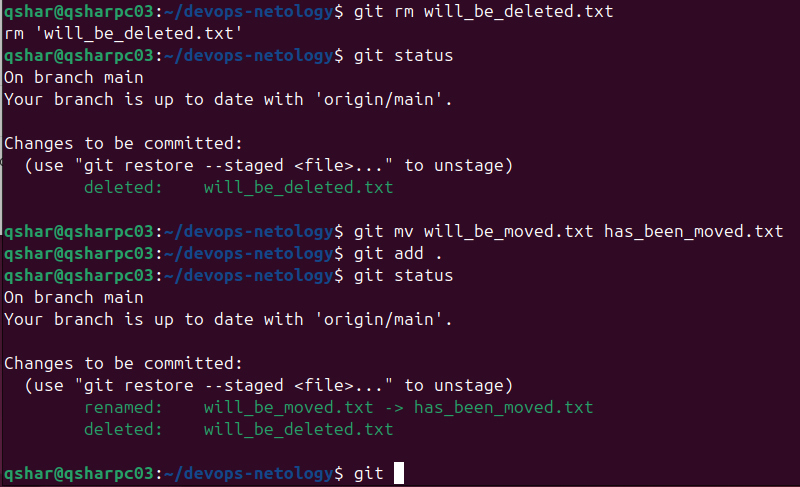 qshar@qsharpc03:~/devops-netology$ git rm will_be_deleted.txt
rm 'will_be_deleted.txt'
qshar@qsharpc03:~/devops-netology$ git status
On branch main
Your branch is up to date with 'origin/main'.
Changes to be committed:
  (use "git restore --staged <file>..." to unstage)
        deleted:    will_be_deleted.txt
qshar@qsharpc03:~/devops-netology$ git mv will_be_moved.txt has_been_moved.txt
qshar@qsharpc03:~/devops-netology$ git add .
qshar@qsharpc03:~/devops-netology$ git status
On branch main
Your branch is up to date with 'origin/main'.
Changes to be committed:
  (use "git restore --staged <file>..." to unstage)
        renamed:    will_be_moved.txt -> has_been_moved.txt
        deleted:    will_be_deleted.txt
qshar@qsharpc03:~/devops-netology$ git